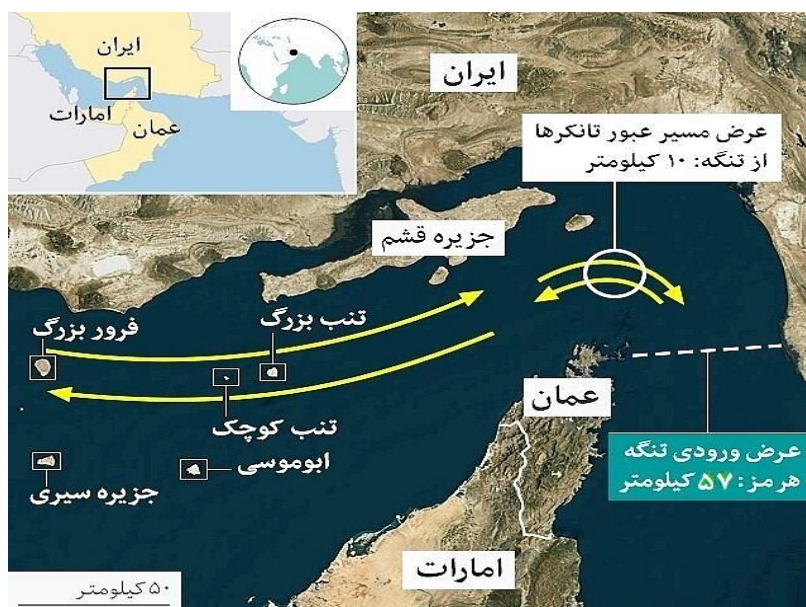 ایران
امارات
عمان
ایران
عرض مسیر عبور تانکرها
از تنگه: ۱۰ کیلومتر
جزیره قشم
فرور بزرگ
تنب بزرگ
تنب کوچک
ابوموسی
جزیره سیری
عمان
عرض ورودی تنگه
هرمز: ۵۷ کیلومتر
امارات
۵۰ کیلومتر